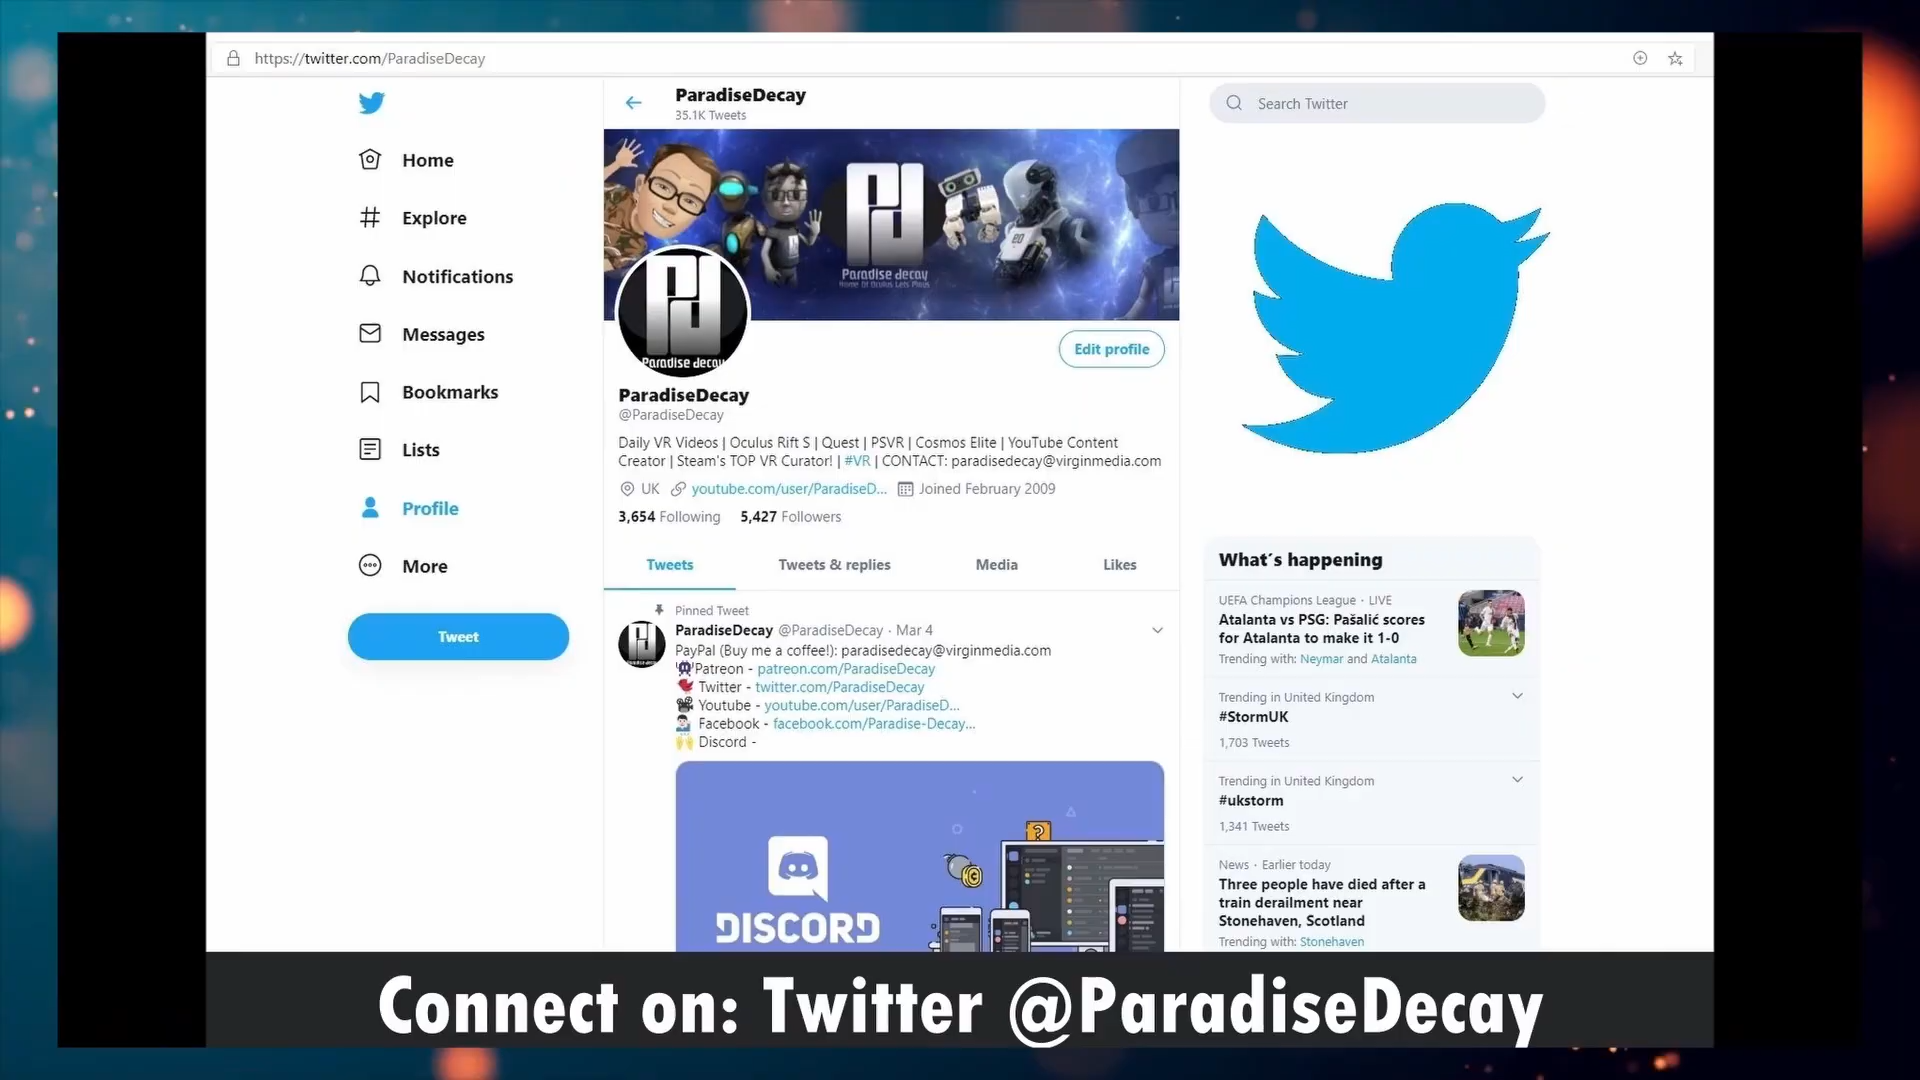 https://twitter.com/ParadiseDecay
Home
Explore
Notifications
Messages
Bookmarks
Lists
Profile
More
Tweet
ParadiseDecay
35.1K Tweets
Paradise decay
Home Of Oculus Lets Plays
Paradise decay
Edit profile
ParadiseDecay
@ParadiseDecay
Daily VR Videos | Oculus Rift S | Quest | PSVR | Cosmos Elite | YouTube Content
Creator | Steam's TOP VR Curator! | #VR | CONTACT: paradisedecay@virginmedia.com
UK youtube.com/user/ParadiseD... Joined February 2009
3,654 Following 5,427 Followers
Tweets Tweets & replies Media Likes
Pinned Tweet
ParadiseDecay @ParadiseDecay · Mar 4
PayPal (Buy me a coffee!): paradisedecay@virginmedia.com
Patreon - patreon.com/ParadiseDecay
Twitter - twitter.com/ParadiseDecay
Youtube - youtube.com/user/ParadiseD...
Facebook - facebook.com/Paradise-Decay...
Discord -
DISCORD
Search Twitter
What's happening
UEFA Champions League · LIVE
Atalanta vs PSG: Pašalić scores
for Atalanta to make it 1-0
Trending with: Neymar and Atalanta
Trending in United Kingdom
#StormUK
1,703 Tweets
Trending in United Kingdom
#ukstorm
1,341 Tweets
News · Earlier today
Three people have died after a
train derailment near
Stonehaven, Scotland
Trending with: Stonehaven
Connect on: Twitter @ParadiseDecay